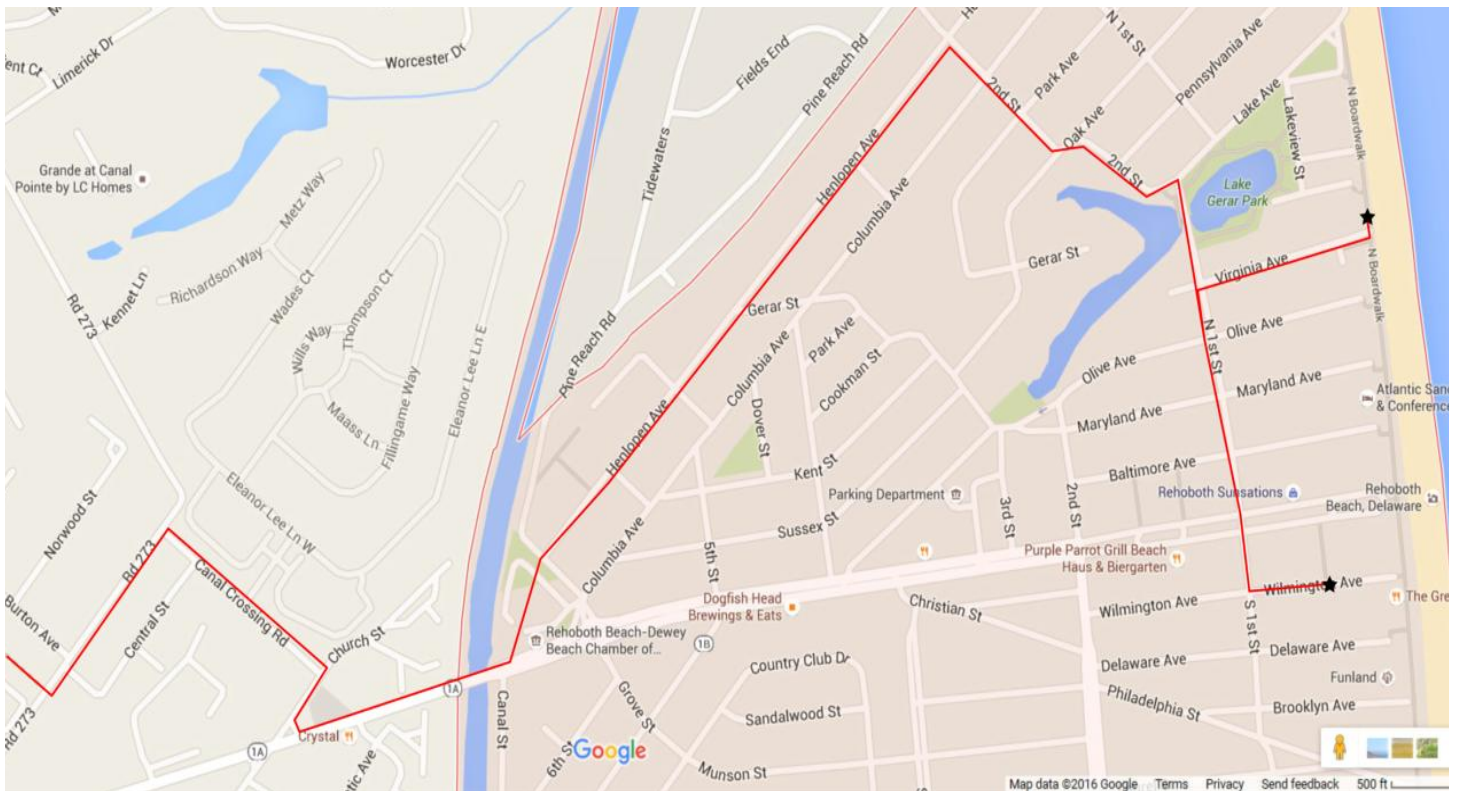 Limerick Dr
Worcester Dr
Fields End
Pine Reach Rd
N 1st St
Park Ave
Pennsylvania Ave
2nd St
Oak Ave
Lake Ave
Lakeview St
N Boardwalk
Grande at Canal
Pointe by LC Homes
Metz Way
Tidewaters
Henlopen Ave
2nd St
Lake
Gerar Park
Richardson Way
Wades Ct
Kennet Ln
Rd 273
Thompson Ct
Columbia Ave
Gerar St
Virginia Ave
N Boardwalk
Wills Way
Eleanor Lee Ln E
Pine Reach Rd
Gerar St
Park Ave
Olive Ave
N 1st St
Columbia Ave
Cookman St
Olive Ave
Maryland Ave
Maass Ln
Fillingame Way
Dover St
Atlantic San
& Conference
Maryland Ave
Henlopen Ave
Kent St
Baltimore Ave
Norwood St
Eleanor Lee Ln W
Parking Department
3rd St
2nd St
Rehoboth Sunsations
Rehoboth
Beach, Delaware
Sussex St
Rd 273
Canal Crossing Rd
Columbia Ave
5th St
Purple Parrot Grill Beach
Haus & Biergarten
Burton Ave
Central St
Church St
Dogfish Head
Brewings & Eats
Christian St
Wilmington Ave
Wilmington Ave
The Gre
S 1st St
Rehoboth Beach-Dewey
Beach Chamber of...
1B
Country Club Dr
Delaware Ave
Delaware Ave
Funland
1A
Canal St
Grove St
Philadelphia St
Brooklyn Ave
Rd 273
Crystal
1A
Sandalwood St
6th St
Google
Munson St
Map data ©2016 Google
Terms
Privacy
Send feedback
500 ft